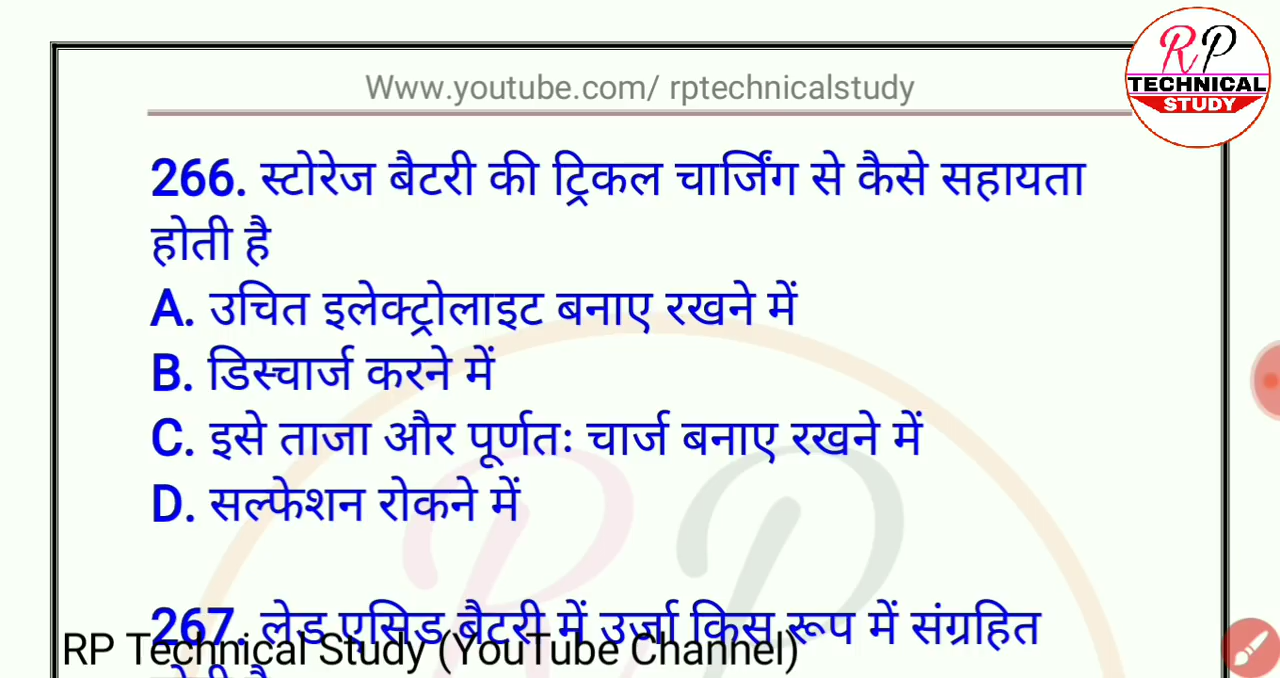 RP
TECHNICAL
STUDY
Www.youtube.com/ rptechnicalstudy
266. स्टोरेज बैटरी की ट्रिकल चार्जिंग से कैसे सहायता
होती है
A. उचित इलेक्ट्रोलाइट बनाए रखने में
B. डिस्चार्ज करने में
C. इसे ताजा और पूर्णतः चार्ज बनाए रखने में
D. सल्फेशन रोकने में
267. लेड एसिड बैटरी में उर्जा किस रूप में संग्रहित
RP Technical Study (YouTube Channel)